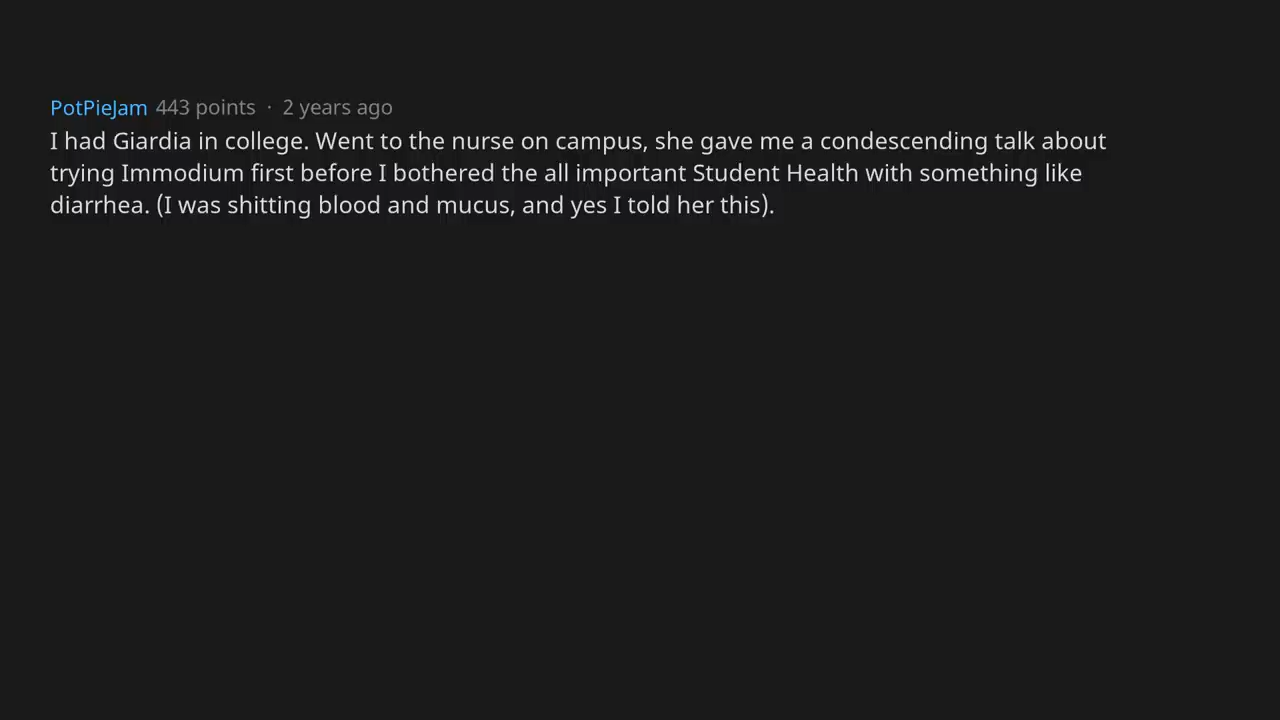 PotPieJam 443 points · 2 years ago
I had Giardia in college. Went to the nurse on campus, she gave me a condescending talk about
trying Immodium first before I bothered the all important Student Health with something like
diarrhea. (I was shitting blood and mucus, and yes I told her this).